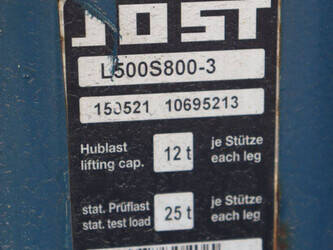 JOST
L500S800-3
150521 10695213
Hublast 12 t je Stütze
lifting cap. each leg
stat. Prüflast 25 t je Stütze
stat. test load each leg